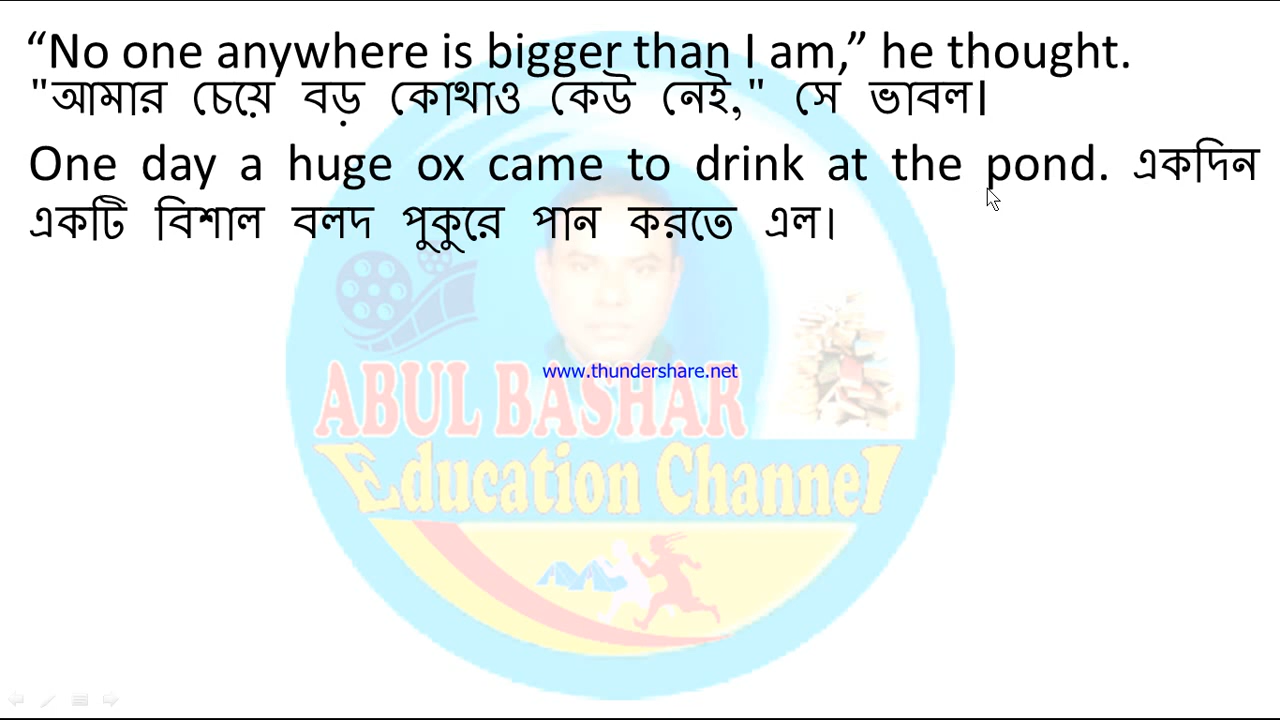 “No one anywhere is bigger than I am,” he thought.
"আমার চেয়ে বড় কোথাও কেউ নেই," সে ভাবল।
One day a huge ox came to drink at the pond. একদিন
একটি বিশাল বলদ পুকুরে পান করতে এল।
www.thundershare.net
ABUL BASHAR
Education Channel